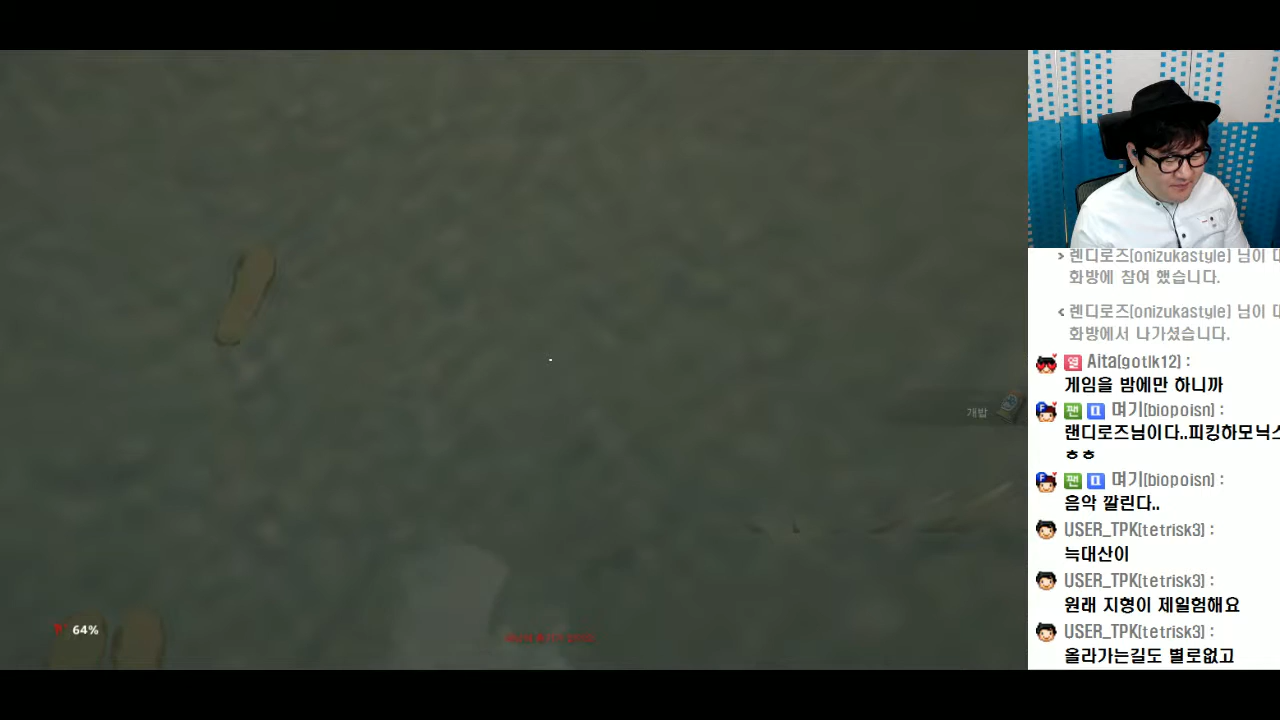 개밥
64%
> 렌디로즈[onizukastyle] 님이 대
화방에 참여 했습니다.
< 렌디로즈[onizukastyle] 님이 대
화방에서 나가셨습니다.
열 Aita[gotlk12] :
게임을 밤에만 하니까
F 팬 며기[biopoisn] :
랜디로즈님이다..피킹하모닉스
ㅎㅎ
F 팬 며기[biopoisn] :
음악 깔린다..
USER_TPK[tetrisk3] :
늑대산이
USER_TPK[tetrisk3] :
원래 지형이 제일험해요
USER_TPK[tetrisk3] :
올라가는길도 별로없고